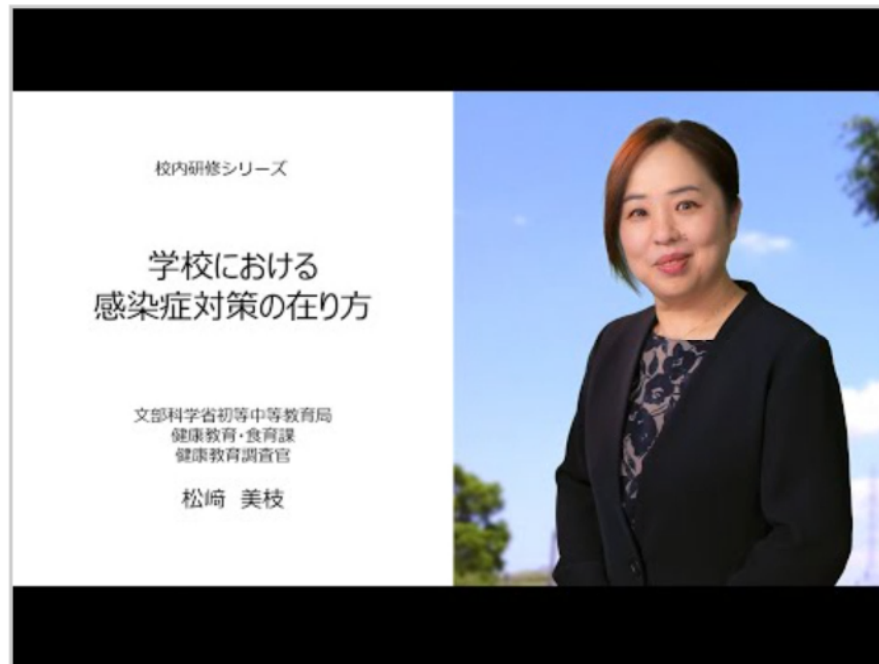 校内研修シリーズ
学校における
感染症対策の在り方
文部科学省初等中等教育局
健康教育・食育課
健康教育調査官
松﨑　美枝